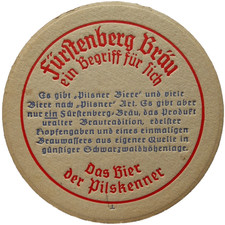 Fürstenberg Bräu
ein Begriff für sich
Es gibt „Pilsner Biere“ und viele
Biere nach „Pilsner“ Art. Es gibt aber
nur ein Fürstenberg-Bräu, das Produkt
uralter Brautradition, edelster
Hopfengaben und eines einmaligen
Brauwassers aus eigener Quelle in
günstiger Schwarzwaldhöhenlage.
Das Bier
der Pilskenner